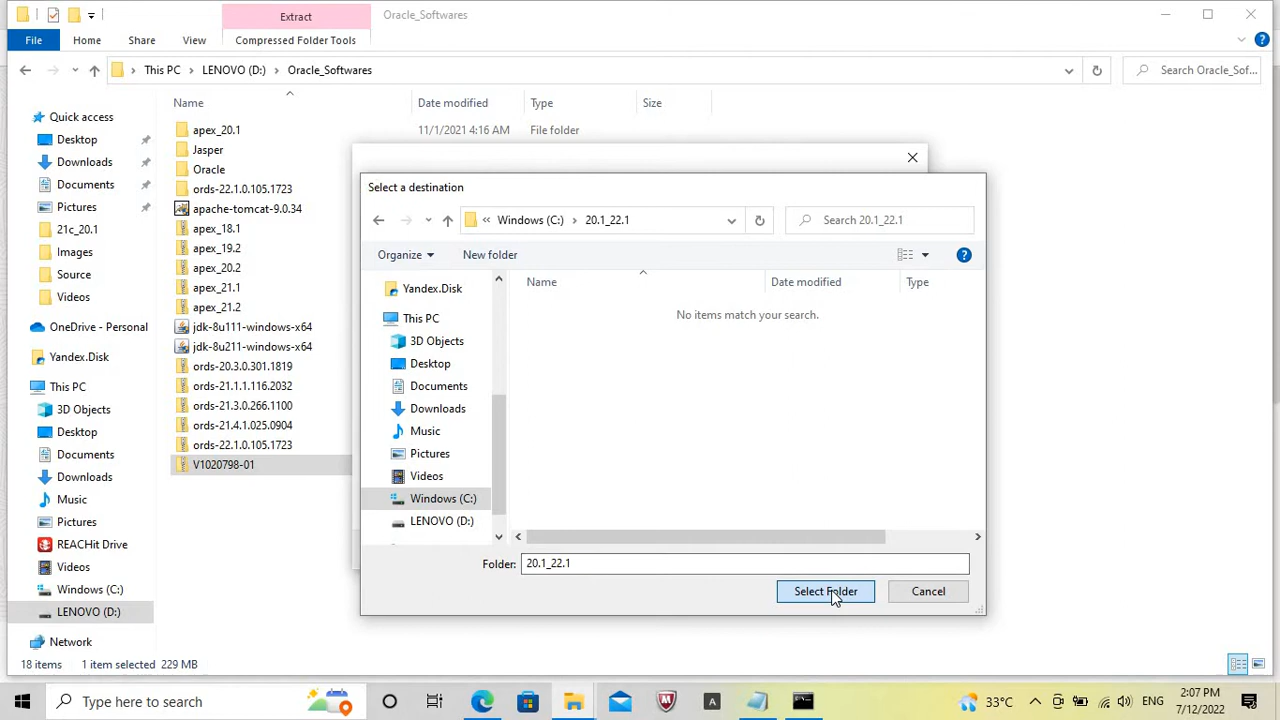 Extract
Oracle_Softwares
File
Home
Share
View
Compressed Folder Tools
This PC
LENOVO (D:)
Oracle_Softwares
Search Oracle_Sof...
Name
Date modified
Type
Size
Quick access
Desktop
Downloads
Documents
Pictures
21c_20.1
Images
Source
Videos
OneDrive - Personal
Yandex.Disk
This PC
3D Objects
Desktop
Documents
Downloads
Music
Pictures
REACHit Drive
Videos
Windows (C:)
LENOVO (D:)
Network
apex_20.1
11/1/2021 4:16 AM
File folder
Jasper
Oracle
ords-22.1.0.105.1723
apache-tomcat-9.0.34
apex_18.1
apex_19.2
apex_20.2
apex_21.1
apex_21.2
jdk-8u111-windows-x64
jdk-8u211-windows-x64
ords-20.3.0.301.1819
ords-21.1.1.116.2032
ords-21.3.0.266.1100
ords-21.4.1.025.0904
ords-22.1.0.105.1723
V1020798-01
Select a destination
« Windows (C:)
20.1_22.1
Search 20.1_22.1
Organize
New folder
Yandex.Disk
This PC
3D Objects
Desktop
Documents
Downloads
Music
Pictures
Videos
Windows (C:)
LENOVO (D:)
Name
Date modified
Type
No items match your search.
Folder:
20.1_22.1
Select Folder
Cancel
18 items
1 item selected 229 MB
Type here to search
A
33°C
ENG
2:07 PM
7/12/2022